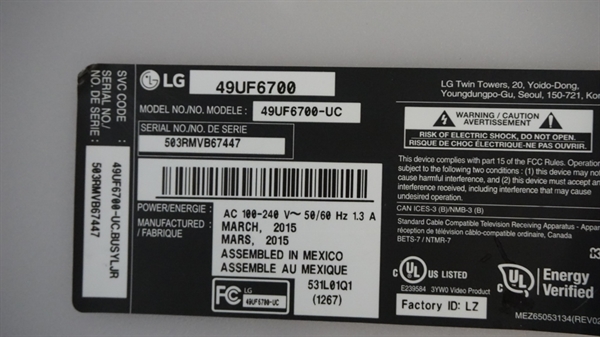 SVC CODE : 49UF6700-UC.BUSYLJR
SERIAL NO./
NO. DE SERIE : 503RMVB67447
LG 49UF6700
MODEL NO./NO. MODELE : 49UF6700-UC
SERIAL NO./NO. DE SERIE
503RMVB67447
POWER/ENERGIE : AC 100-240 V~ 50/60 Hz 1.3 A
MANUFACTURED : MARCH, 2015
/ FABRIQUE MARS, 2015
ASSEMBLED IN MEXICO
ASSEMBLE AU MEXIQUE
FC LG
49UF6700-UC
531L01Q1
(1267)
LG Twin Towers, 20, Yoido-Dong,
Youngdungpo-Gu, Seoul, 150-721, Kor
WARNING / CAUTION
AVERTISSEMENT
RISK OF ELECTRIC SHOCK, DO NOT
RISQUE DE CHOC ELECTRIQUE-NE PAS OUVRIR.
This device complies with part 15 of the FCC Rules. Operation
subject to the following two conditions : (1) this device may not
cause harmful interference, and (2) this device must accept any
interference received, including interference that may cause
undesired operation.
CAN ICES-3 (B)/NMB-3 (B)
Standard Cable Compatible Television Receiving Apparatus - Appare
réception de télévision câblo-compatible ordinaire, Canada
BETS-7 / NTMR-7
c UL US LISTED
E239584 3YW0 Video Product
UL Energy
Verified
Factory ID: LZ
MEZ65053134(REV02